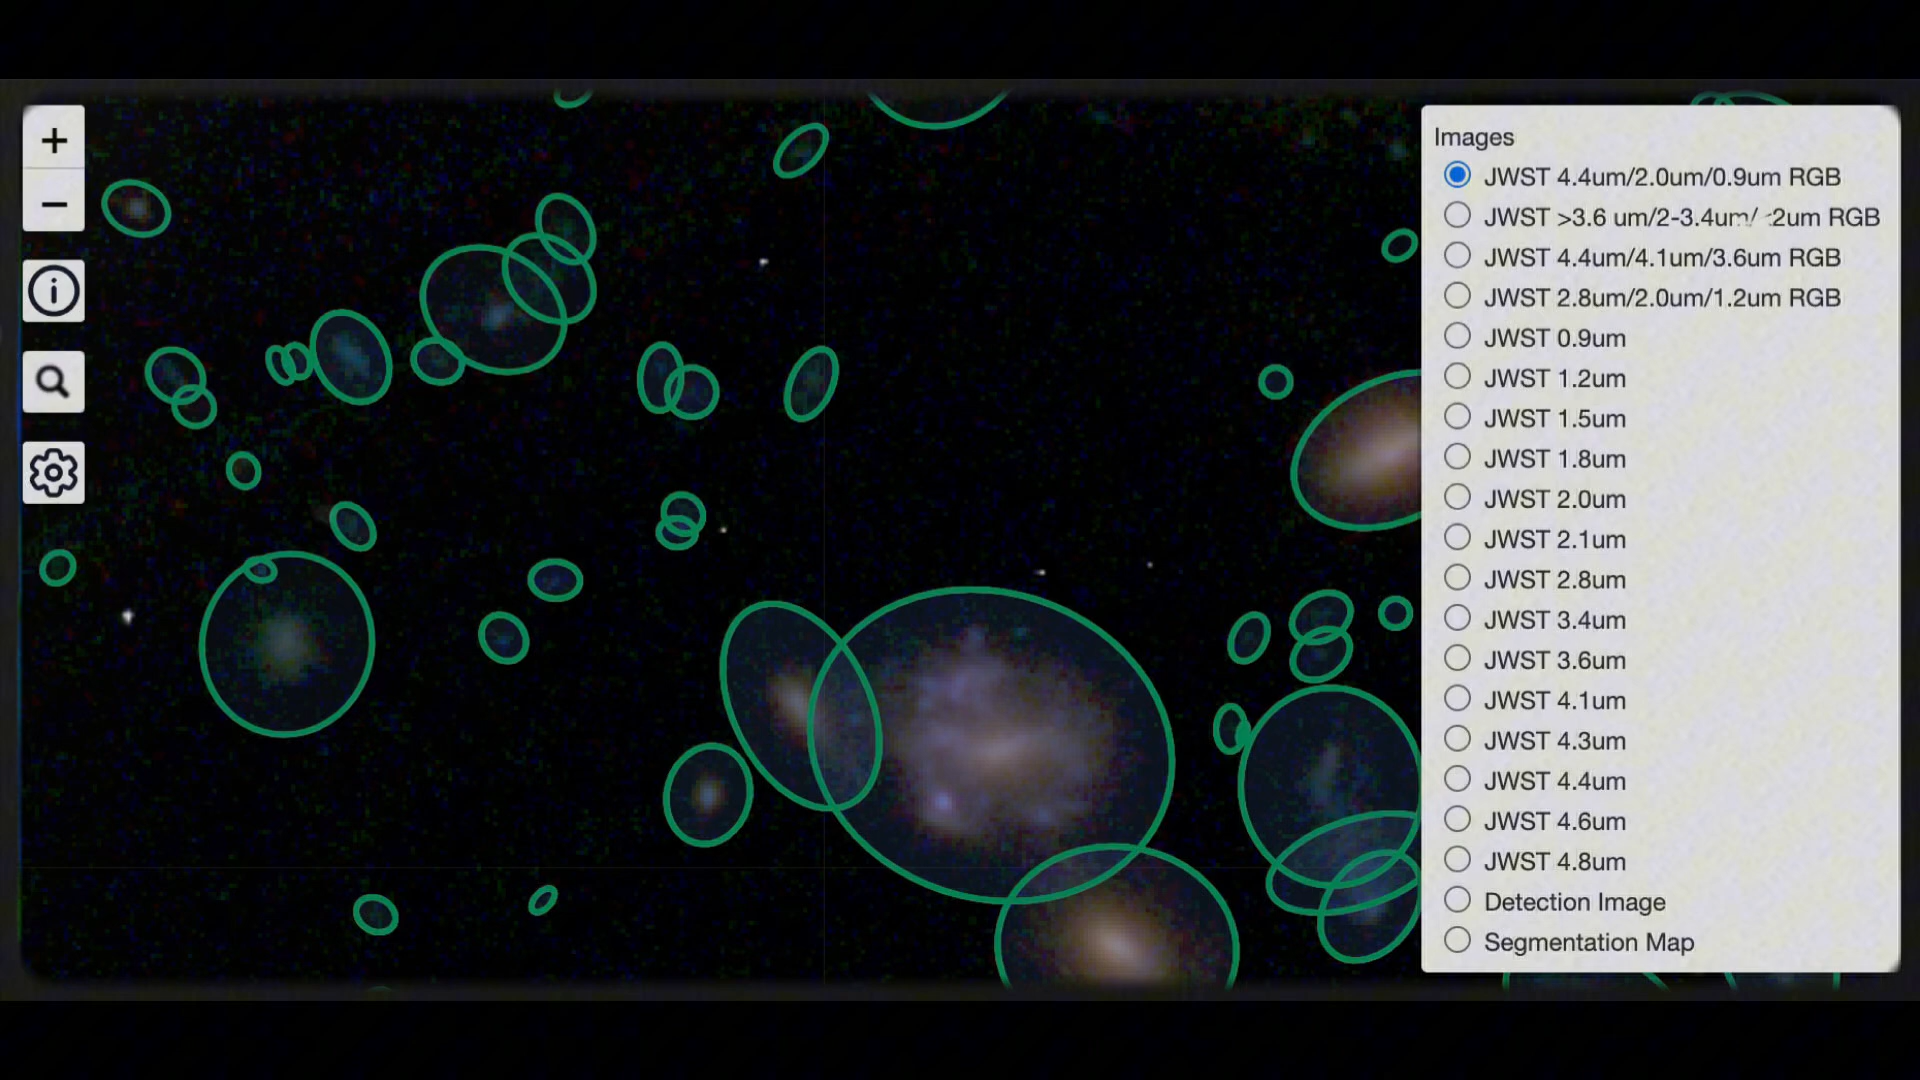 +
−
i
Images
JWST 4.4um/2.0um/0.9um RGB
JWST >3.6 um/2-3.4um/<2um RGB
JWST 4.4um/4.1um/3.6um RGB
JWST 2.8um/2.0um/1.2um RGB
JWST 0.9um
JWST 1.2um
JWST 1.5um
JWST 1.8um
JWST 2.0um
JWST 2.1um
JWST 2.8um
JWST 3.4um
JWST 3.6um
JWST 4.1um
JWST 4.3um
JWST 4.4um
JWST 4.6um
JWST 4.8um
Detection Image
Segmentation Map